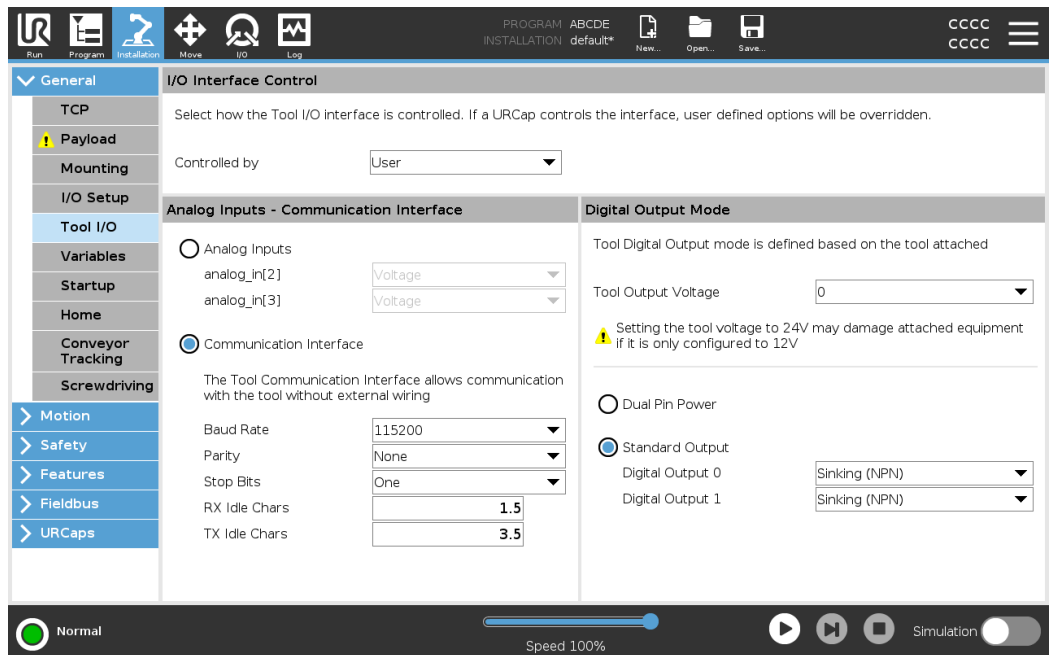 UR
Run
Program
Installation
Move
I/O
Log
PROGRAM ABCDE
INSTALLATION default*
New...
Open...
Save...
CCCC
CCCC
General
TCP
Payload
Mounting
I/O Setup
Tool I/O
Variables
Startup
Home
Conveyor
Tracking
Screwdriving
Motion
Safety
Features
Fieldbus
URCaps
I/O Interface Control
Select how the Tool I/O interface is controlled. If a URCap controls the interface, user defined options will be overridden.
Controlled by User
Analog Inputs - Communication Interface
Analog Inputs
analog_in[2] Voltage
analog_in[3] Voltage
Communication Interface
The Tool Communication Interface allows communication
with the tool without external wiring
Baud Rate 115200
Parity None
Stop Bits One
RX Idle Chars 1.5
TX Idle Chars 3.5
Digital Output Mode
Tool Digital Output mode is defined based on the tool attached
Tool Output Voltage 0
Setting the tool voltage to 24V may damage attached equipment
if it is only configured to 12V
Dual Pin Power
Standard Output
Digital Output 0 Sinking (NPN)
Digital Output 1 Sinking (NPN)
Normal
Speed 100%
Simulation